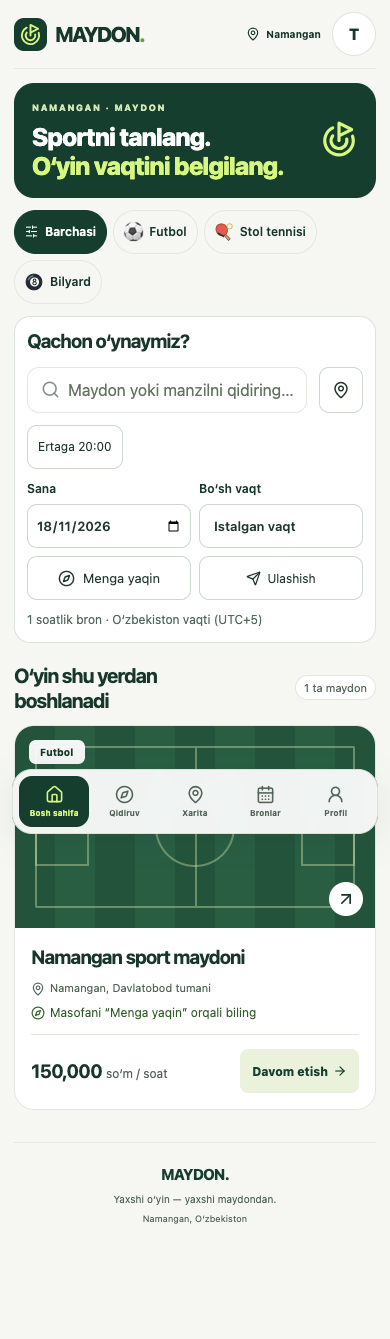 MAYDON.
Namangan
T
NAMANGAN · MAYDON
Sportni tanlang.
O‘yin vaqtini belgilang.
Barchasi
Futbol
Stol tennisi
8
Bilyard
Qachon o‘ynaymiz?
Maydon yoki manzilni qidiring...
Ertaga 20:00
Sana
Bo‘sh vaqt
18/11/2026
Istalgan vaqt
Menga yaqin
Ulashish
1 soatlik bron · O‘zbekiston vaqti (UTC+5)
O‘yin shu yerdan
boshlanadi
1 ta maydon
Futbol
Bosh sahifa
Qidiruv
Xarita
Bronlar
Profil
Namangan sport maydoni
Namangan, Davlatobod tumani
Masofani “Menga yaqin” orqali biling
150,000 so‘m / soat
Davom etish
MAYDON.
Yaxshi o‘yin — yaxshi maydondan.
Namangan, O‘zbekiston